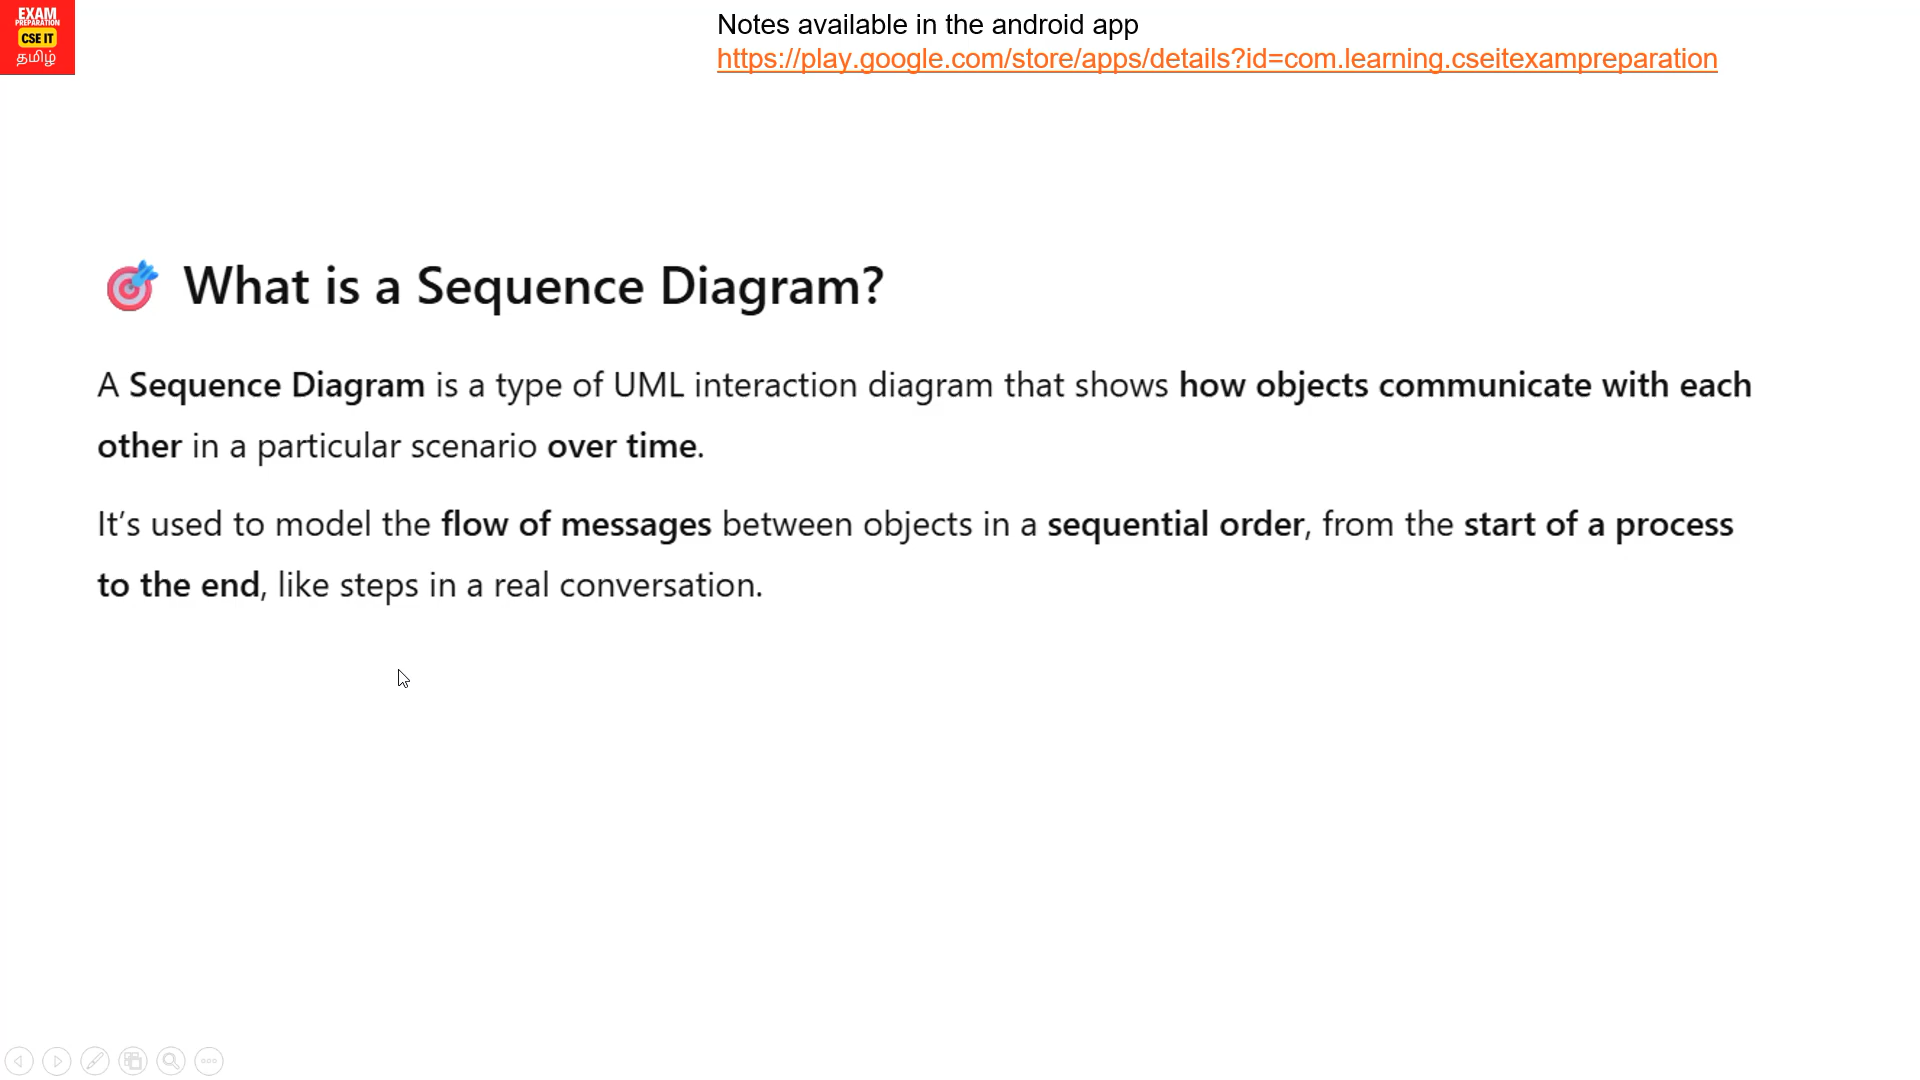 EXAM
PREPARATION
CSE IT
தமிழ்
Notes available in the android app
https://play.google.com/store/apps/details?id=com.learning.cseitexampreparation
What is a Sequence Diagram?
A Sequence Diagram is a type of UML interaction diagram that shows how objects communicate with each
other in a particular scenario over time.
It’s used to model the flow of messages between objects in a sequential order, from the start of a process
to the end, like steps in a real conversation.